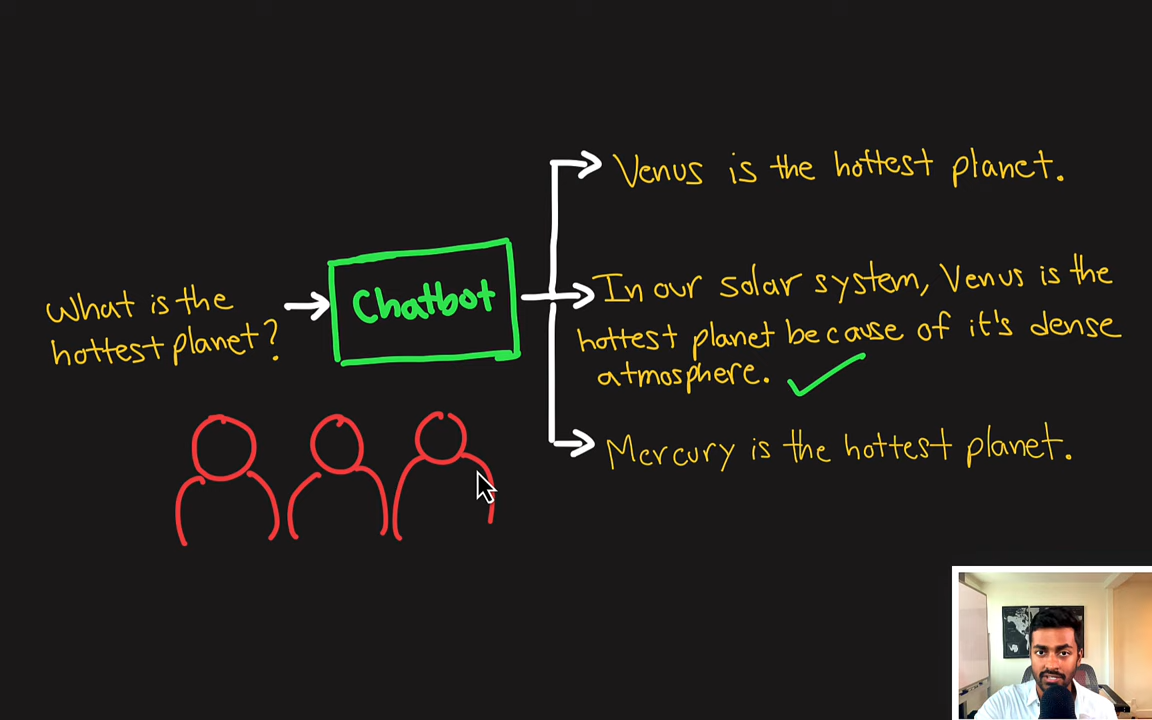 What is the
hottest planet?
Chatbot
Venus is the hottest planet.
In our solar system, Venus is the
hottest planet because of it's dense
atmosphere.
Mercury is the hottest planet.